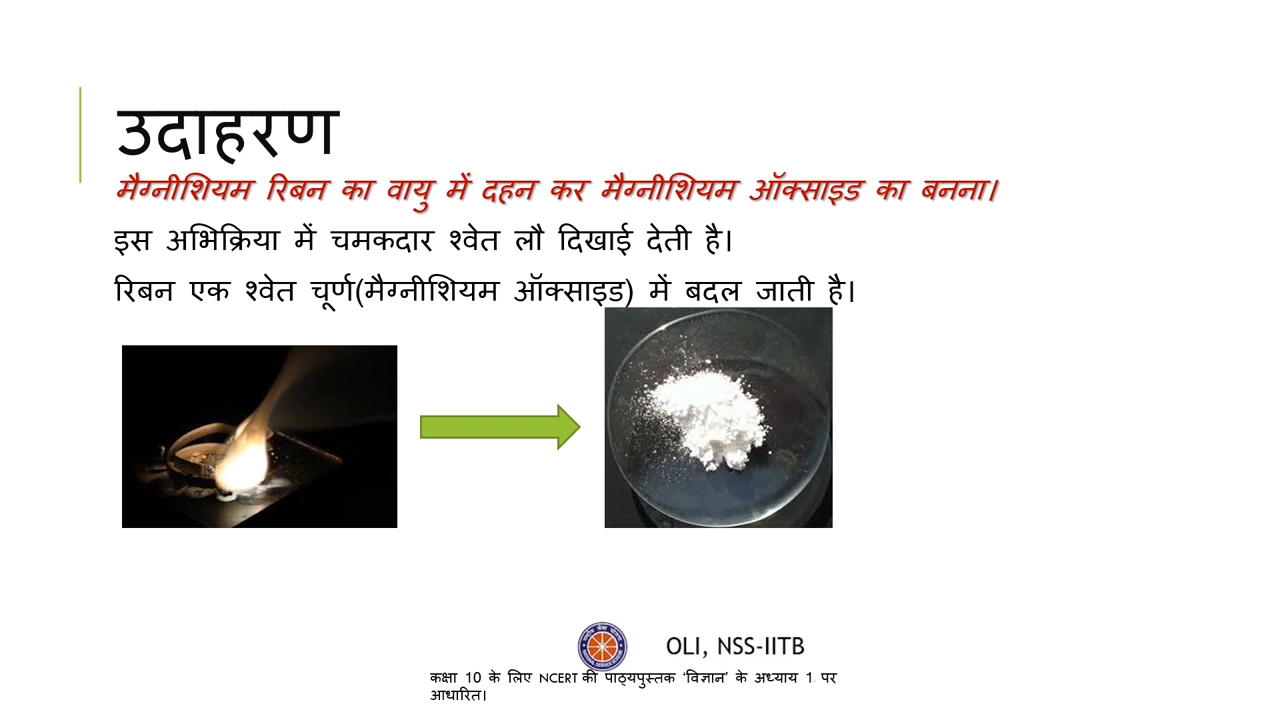 उदाहरण
मैग्नीशियम रिबन का वायु में दहन कर मैग्नीशियम ऑक्साइड का बनना।
इस अभिक्रिया में चमकदार श्वेत लौ दिखाई देती है।
रिबन एक श्वेत चूर्ण(मैग्नीशियम ऑक्साइड) में बदल जाती है।
OLI, NSS-IITB
कक्षा 10 के लिए NCERT की पाठ्यपुस्तक ‘विज्ञान’ के अध्याय 1 पर
आधारित।